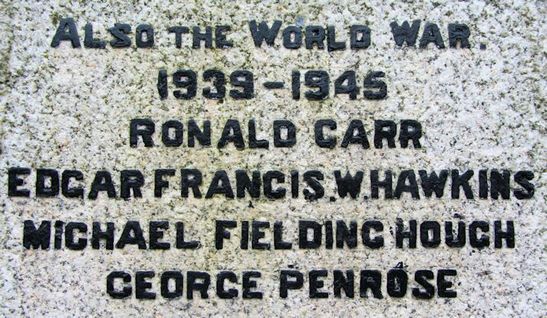 ALSO THE WORLD WAR.
1939-1945
RONALD CARR
EDGAR FRANCIS.W.HAWKINS
MICHAEL FIELDING HOUGH
GEORGE PENROSE